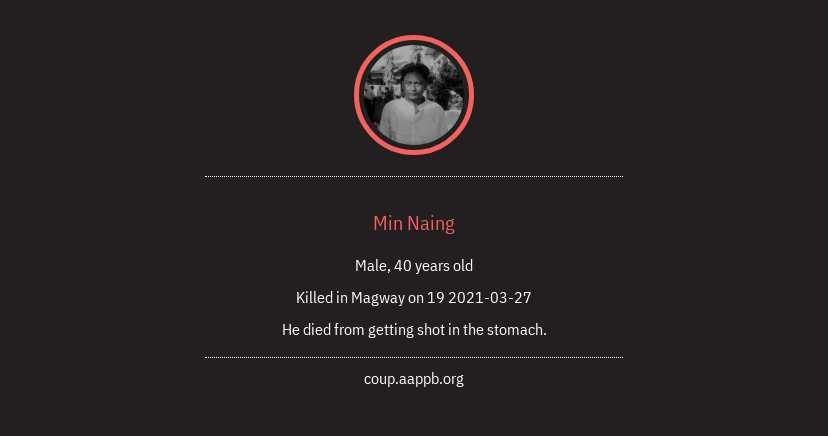 Min Naing
Male, 40 years old
Killed in Magway on 19 2021-03-27
He died from getting shot in the stomach.
coup.aappb.org